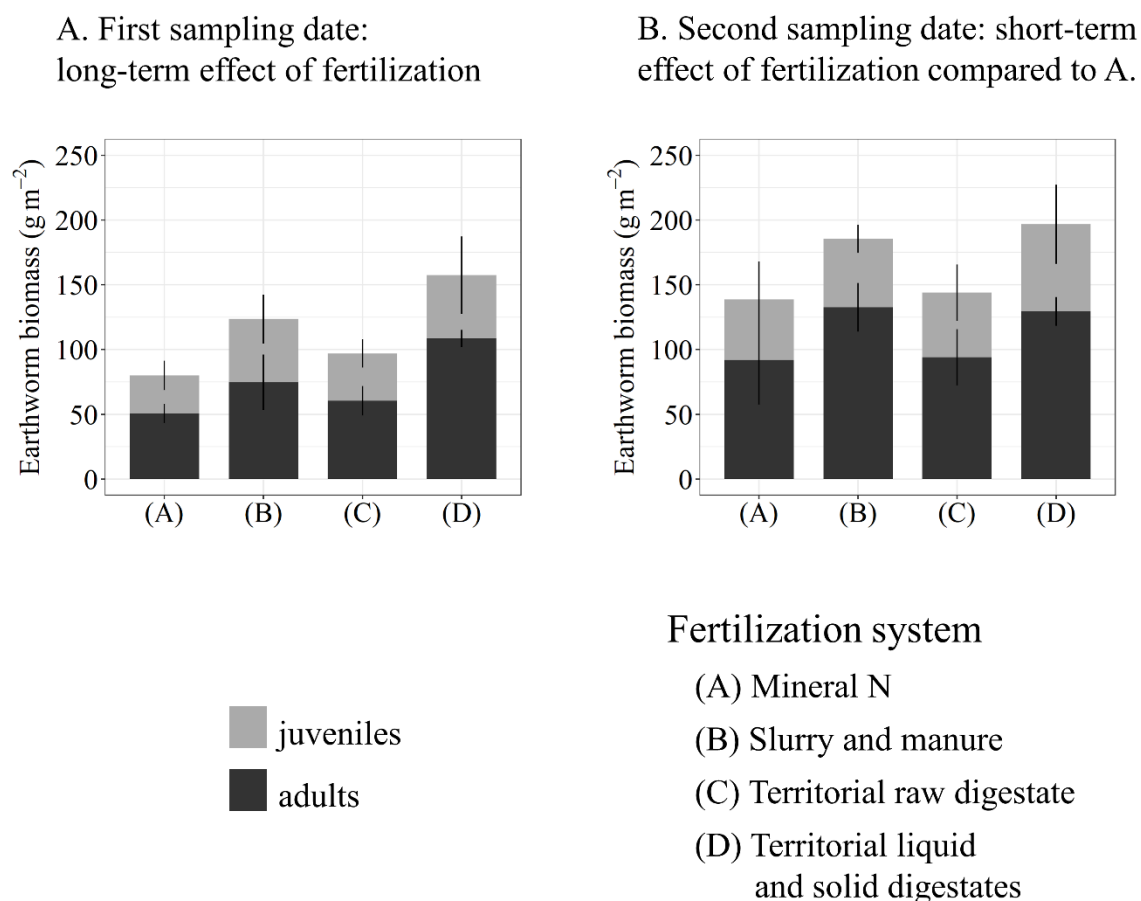 A. First sampling date:
long-term effect of fertilization
B. Second sampling date: short-term
effect of fertilization compared to A.
Earthworm biomass (g m⁻²)
250
200
150
100
50
0
(A) (B) (C) (D)
Earthworm biomass (g m⁻²)
250
200
150
100
50
0
(A) (B) (C) (D)
juveniles
adults
Fertilization system
(A) Mineral N
(B) Slurry and manure
(C) Territorial raw digestate
(D) Territorial liquid
and solid digestates